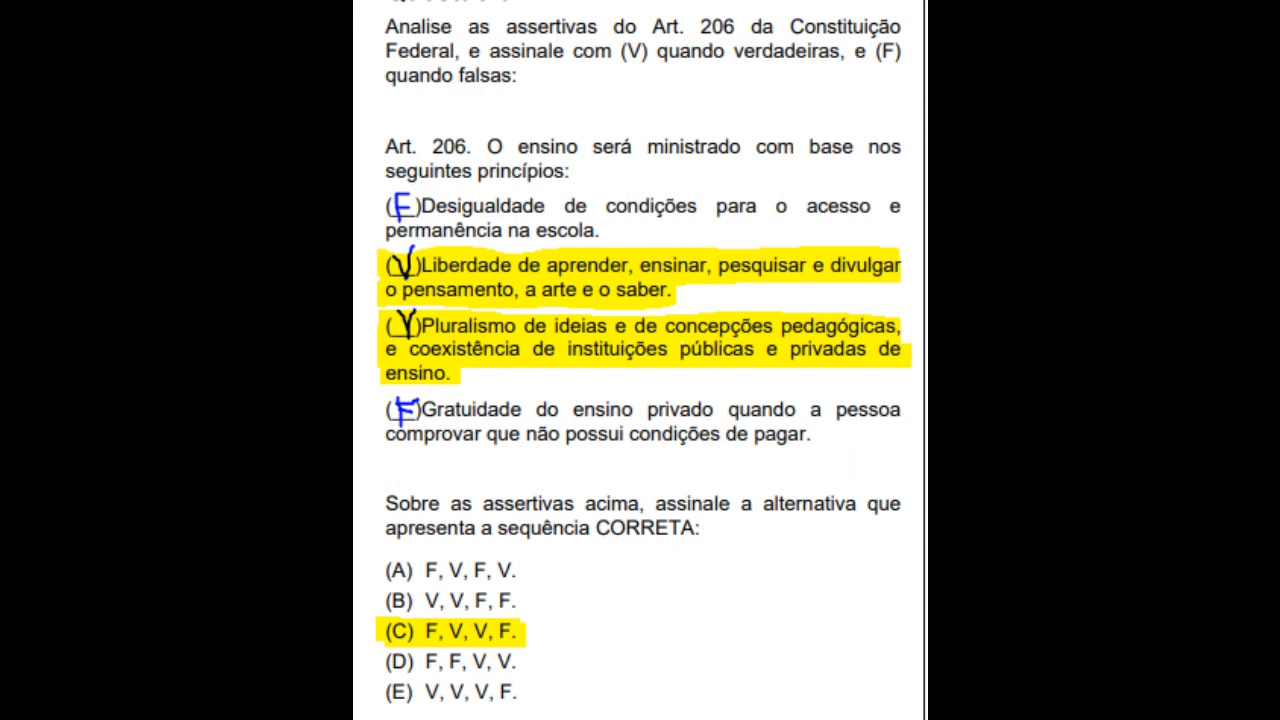 Analise as assertivas do Art. 206 da Constituição
Federal, e assinale com (V) quando verdadeiras, e (F)
quando falsas:
Art. 206. O ensino será ministrado com base nos
seguintes princípios:
(F)Desigualdade de condições para o acesso e
permanência na escola.
(V)Liberdade de aprender, ensinar, pesquisar e divulgar
o pensamento, a arte e o saber.
(V)Pluralismo de ideias e de concepções pedagógicas,
e coexistência de instituições públicas e privadas de
ensino.
(F)Gratuidade do ensino privado quando a pessoa
comprovar que não possui condições de pagar.
Sobre as assertivas acima, assinale a alternativa que
apresenta a sequência CORRETA:
(A) F, V, F, V.
(B) V, V, F, F.
(C) F, V, V, F.
(D) F, F, V, V.
(E) V, V, V, F.